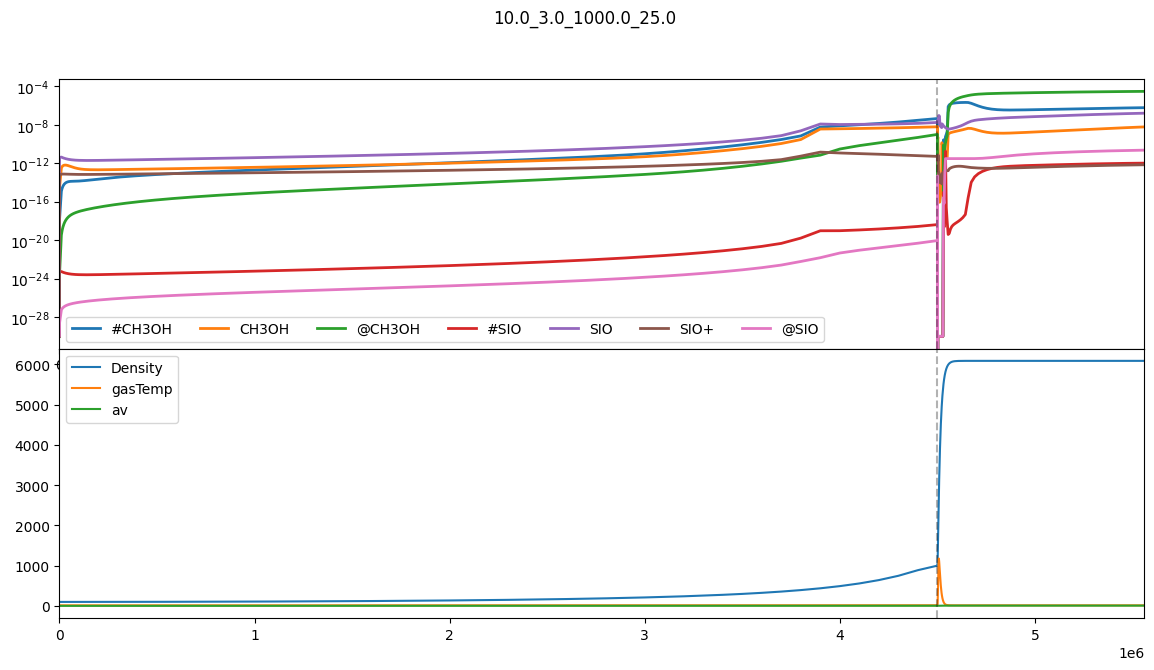 10.0_3.0_1000.0_25.0
10⁻⁴
10⁻⁸
10⁻¹²
10⁻¹⁶
10⁻²⁰
10⁻²⁴
10⁻²⁸
#CH3OH CH3OH @CH3OH #SIO SIO SIO+ @SIO
6000
5000
4000
3000
2000
1000
0
Density
gasTemp
av
0 1 2 3 4 5
1e6